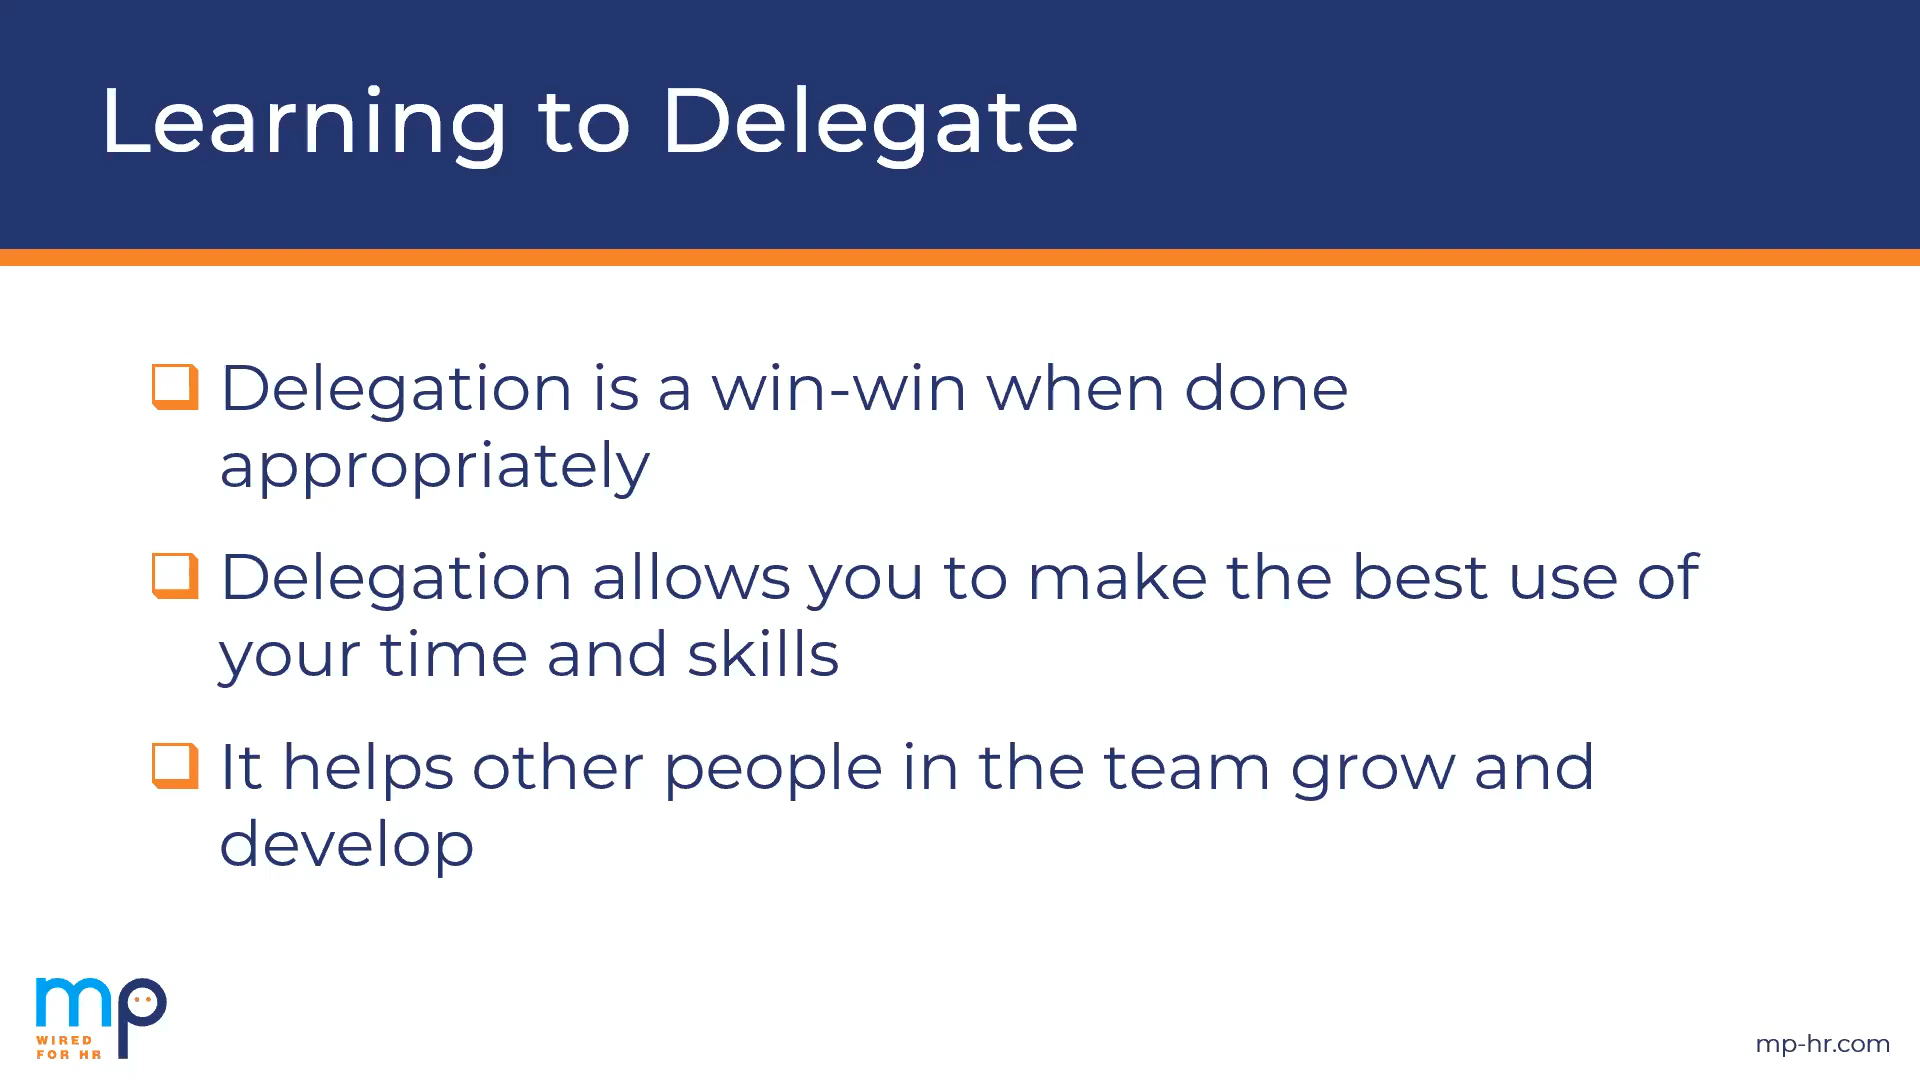 Learning to Delegate
Delegation is a win-win when done
appropriately
Delegation allows you to make the best use of
your time and skills
It helps other people in the team grow and
develop
mp
WIRED
FOR HR
mp-hr.com